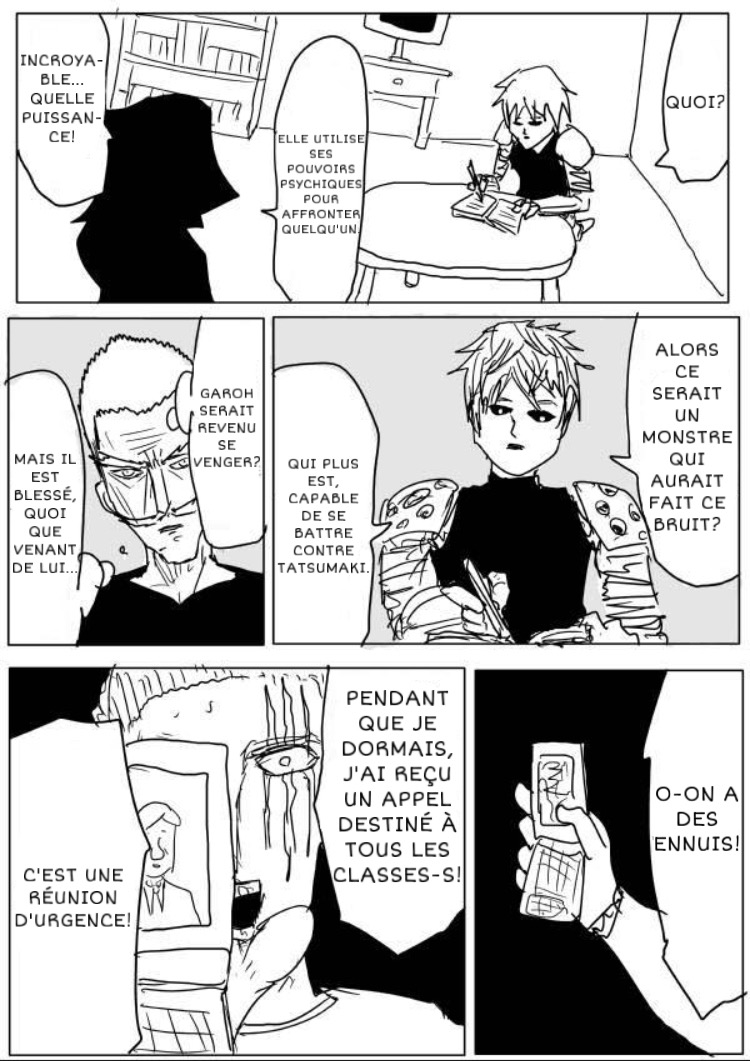 QUOI?
ELLE UTILISE
SES
POUVOIRS
PSYCHIQUES
POUR
AFFRONTER
QUELQU'UN.
INCROYA-
BLE...
QUELLE
PUISSAN-
CE!
ALORS
CE
SERAIT
UN
MONSTRE
QUI
AURAIT
FAIT CE
BRUIT?
QUI PLUS
EST,
CAPABLE
DE SE
BATTRE
CONTRE
TATSUMAKI.
GAROH
SERAIT
REVENU
SE
VENGER?
MAIS IL
EST
BLESSÉ,
QUOI
QUE
VENANT
DE LUI...
O-ON A
DES
ENNUIS!
PENDANT
QUE JE
DORMAIS,
J'AI REÇU
UN APPEL
DESTINÉ À
TOUS LES
CLASSES-S!
C'EST UNE
RÉUNION
D'URGENCE!